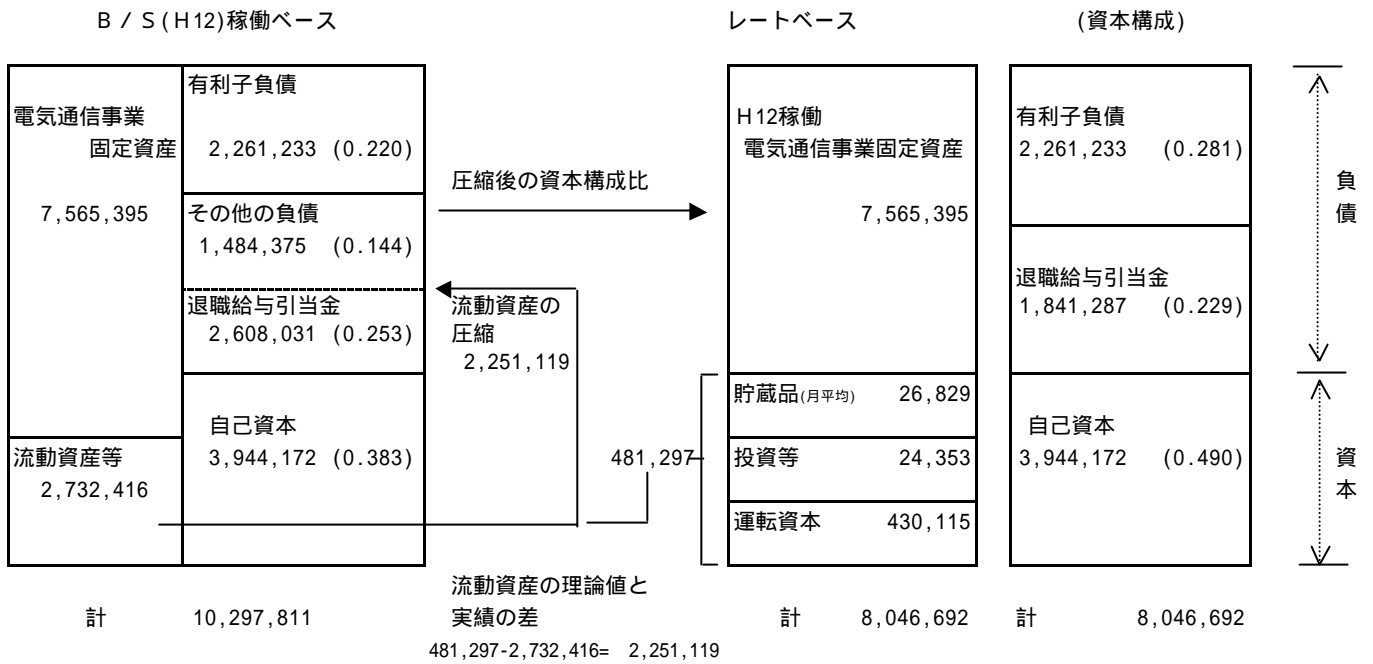 B / S(H12)稼働ベース
電気通信事業
固定資産
7,565,395
流動資産等
2,732,416
有利子負債
2,261,233 (0.220)
その他の負債
1,484,375 (0.144)
退職給与引当金
2,608,031 (0.253)
自己資本
3,944,172 (0.383)
計 10,297,811
圧縮後の資本構成比
流動資産の
圧縮
2,251,119
481,297
流動資産の理論値と
実績の差
481,297-2,732,416= 2,251,119
レートベース
H12稼働
電気通信事業固定資産
7,565,395
貯蔵品(月平均) 26,829
投資等 24,353
運転資本 430,115
計 8,046,692
(資本構成)
有利子負債
2,261,233 (0.281)
退職給与引当金
1,841,287 (0.229)
自己資本
3,944,172 (0.490)
計 8,046,692
負債
資本